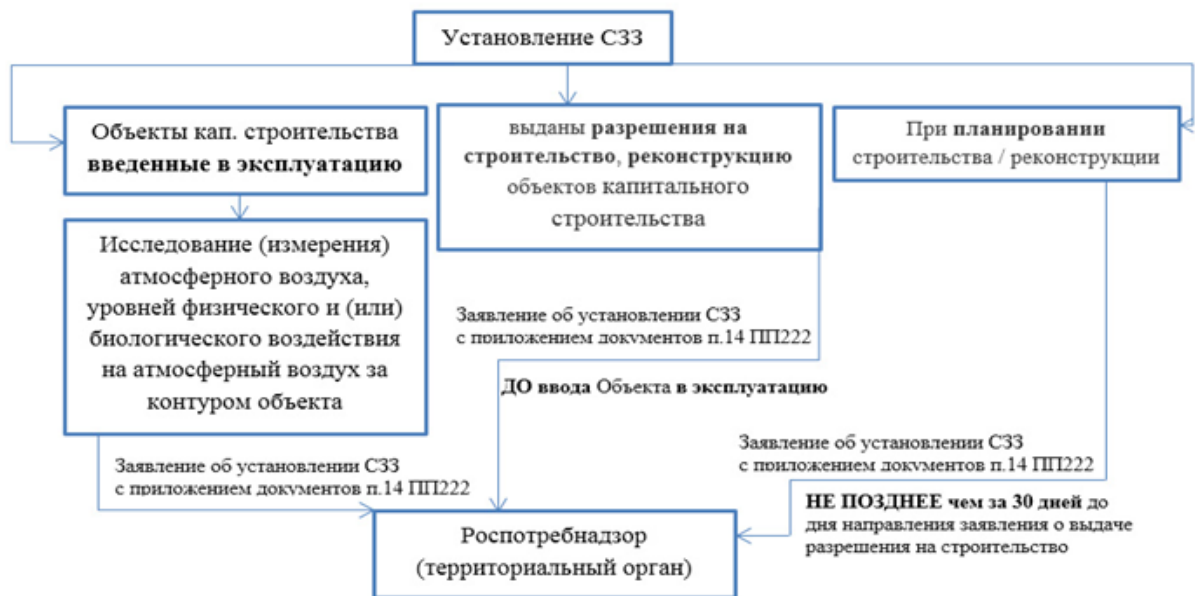 Установление СЗЗ
Объекты кап. строительства
введенные в эксплуатацию
выданы разрешения на
строительство, реконструкцию
объектов капитального
строительства
При планировании
строительства / реконструкции
Исследование (измерения)
атмосферного воздуха,
уровней физического и (или)
биологического воздействия
на атмосферный воздух за
контуром объекта
Заявление об установлении СЗЗ
с приложением документов п.14 ПП222
ДО ввода Объекта в эксплуатацию
Заявление об установлении СЗЗ
с приложением документов п.14 ПП222
Заявление об установлении СЗЗ
с приложением документов п.14 ПП222
НЕ ПОЗДНЕЕ чем за 30 дней до
дня направления заявления о выдаче
разрешения на строительство
Роспотребнадзор
(территориальный орган)